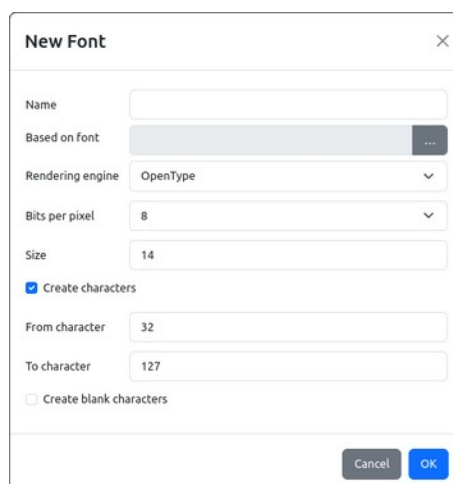 New Font
Name
Based on font ...
Rendering engine OpenType
Bits per pixel 8
Size 14
Create characters
From character 32
To character 127
Create blank characters
Cancel OK